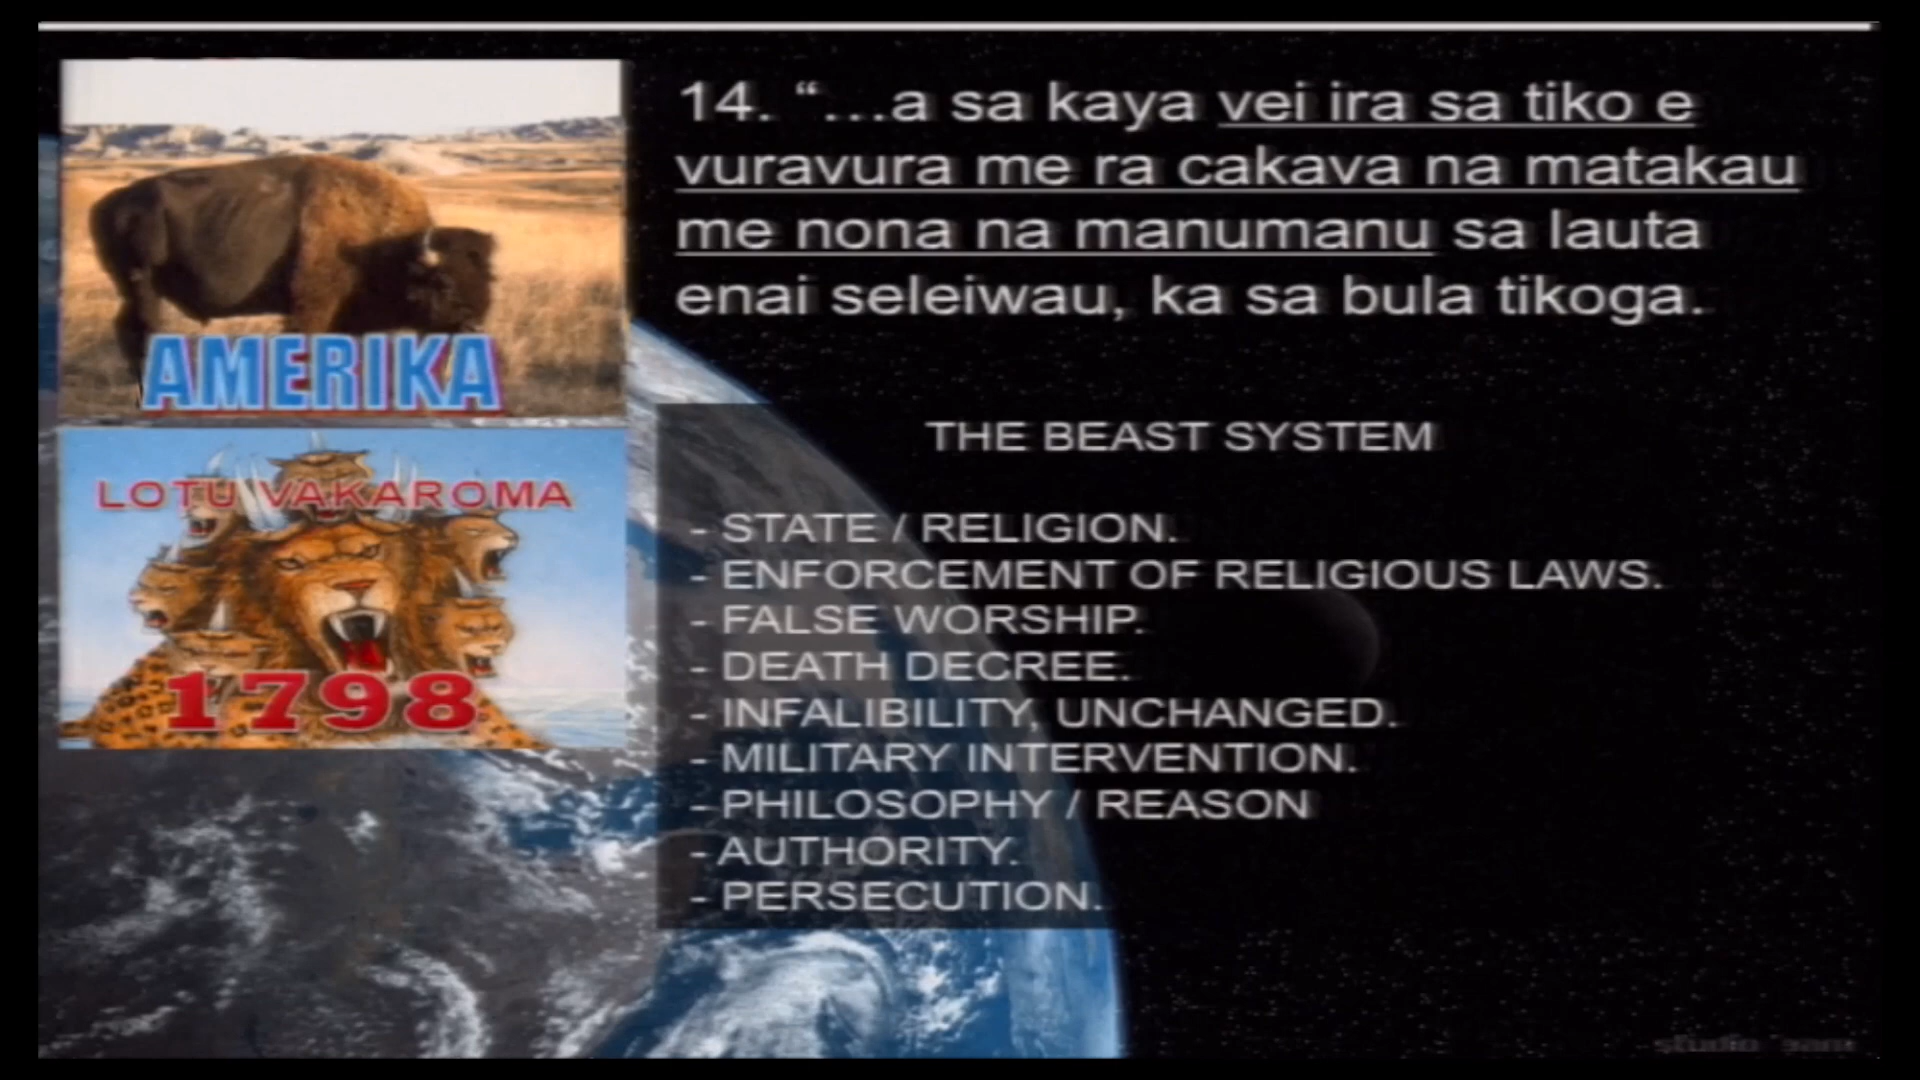 AMERIKA
LOTU VAKAROMA
1798
14. “…a sa kaya vei ira sa tiko e
vuravura me ra cakava na matakau
me nona na manumanu sa lauta
enai seleiwau, ka sa bula tikoga.
THE BEAST SYSTEM
- STATE / RELIGION.
- ENFORCEMENT OF RELIGIOUS LAWS.
- FALSE WORSHIP.
- DEATH DECREE.
- INFALIBILITY, UNCHANGED.
- MILITARY INTERVENTION.
- PHILOSOPHY / REASON
- AUTHORITY.
- PERSECUTION.
studio